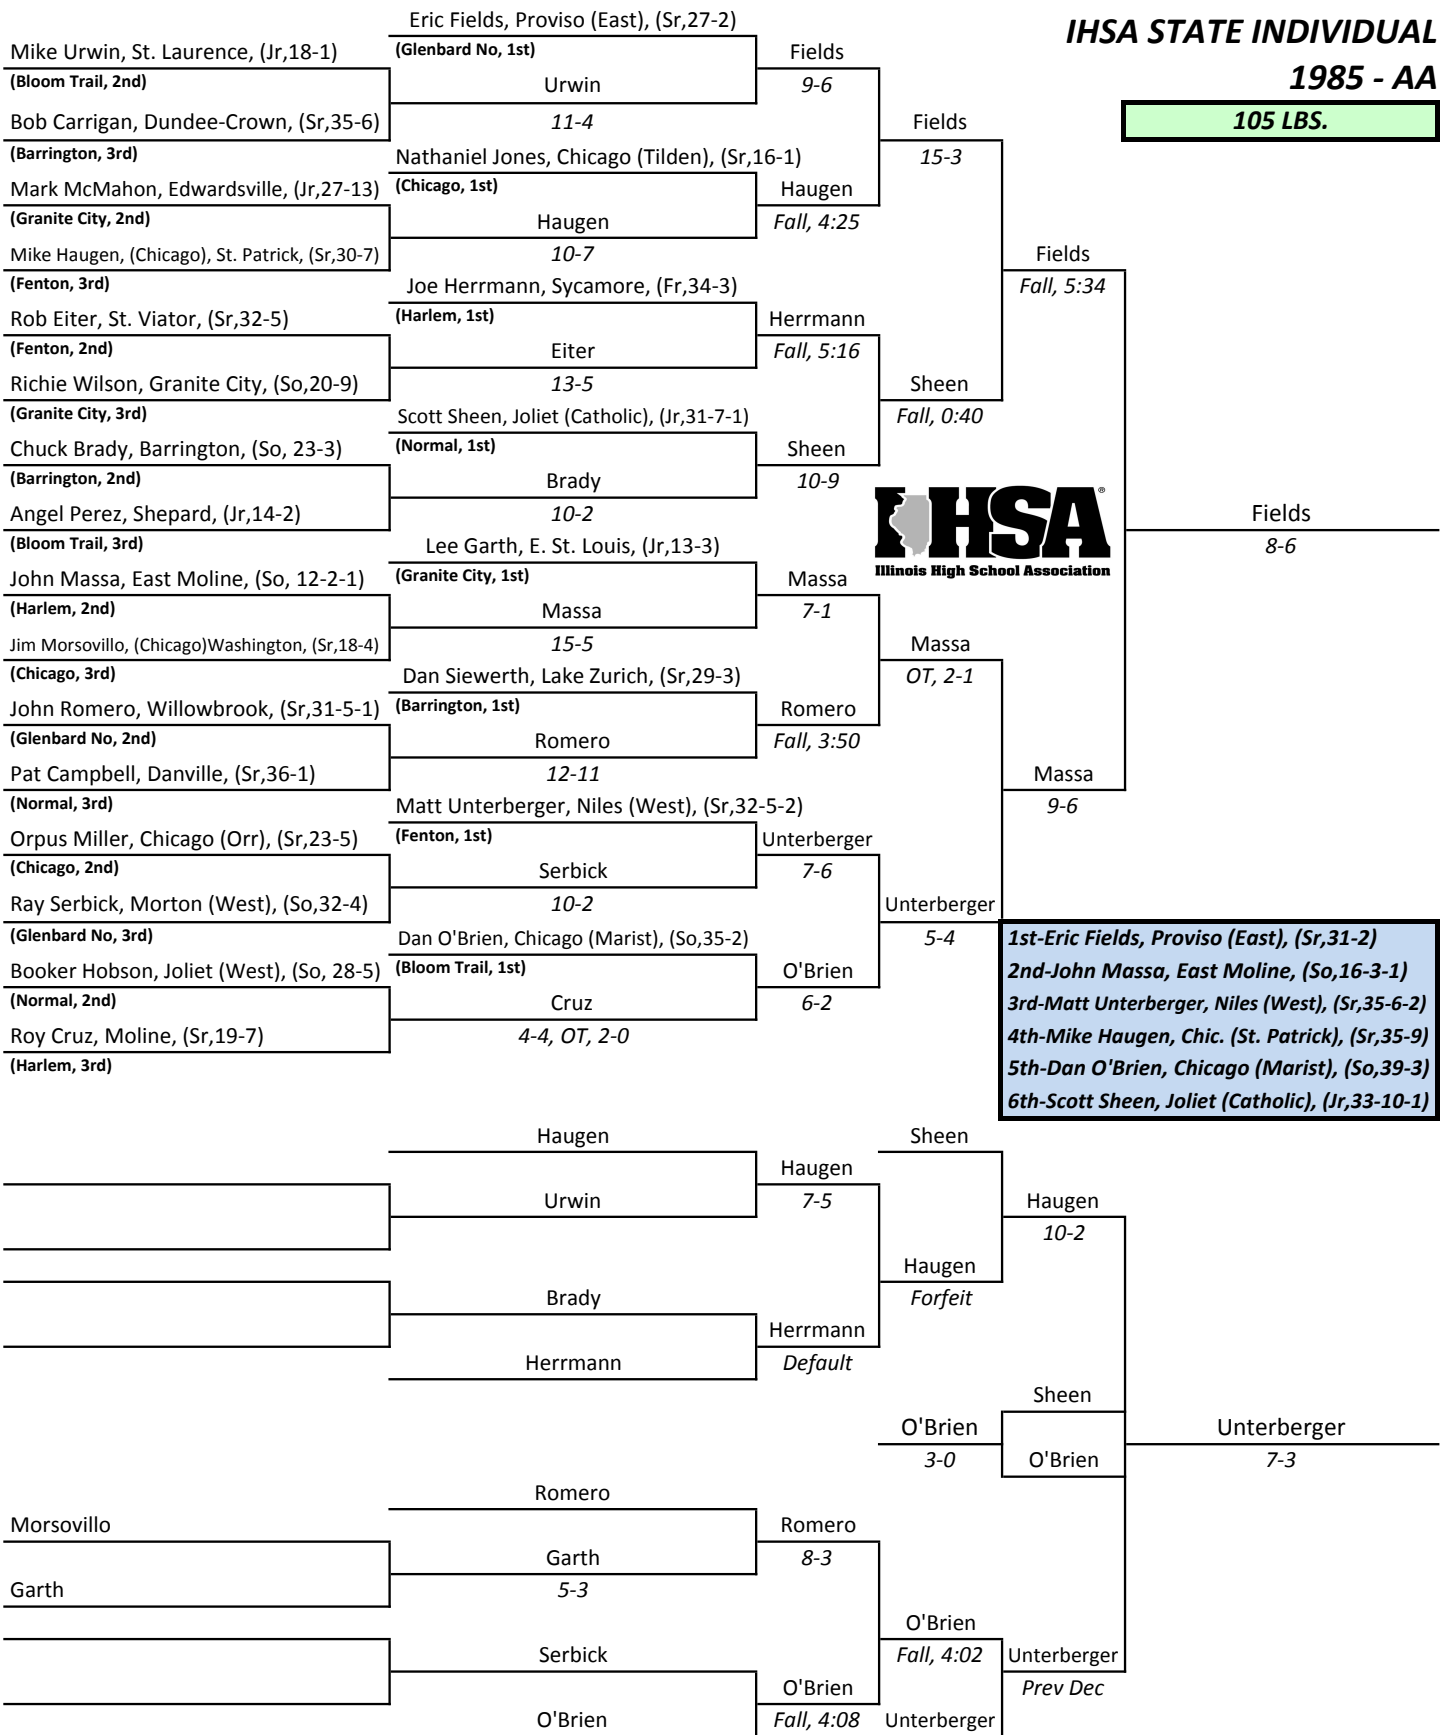 IHSA STATE INDIVIDUAL
1985 - AA
105 LBS.
Eric Fields, Proviso (East), (Sr,27-2)
Mike Urwin, St. Laurence, (Jr,18-1)
(Glenbard No, 1st)
Fields
(Bloom Trail, 2nd)
Urwin
9-6
Bob Carrigan, Dundee-Crown, (Sr,35-6)
11-4
Fields
(Barrington, 3rd)
Nathaniel Jones, Chicago (Tilden), (Sr,16-1)
15-3
Mark McMahon, Edwardsville, (Jr,27-13)
(Chicago, 1st)
Haugen
(Granite City, 2nd)
Haugen
Fall, 4:25
Mike Haugen, (Chicago), St. Patrick, (Sr,30-7)
10-7
Fields
(Fenton, 3rd)
Joe Herrmann, Sycamore, (Fr,34-3)
Fall, 5:34
Rob Eiter, St. Viator, (Sr,32-5)
(Harlem, 1st)
Herrmann
(Fenton, 2nd)
Eiter
Fall, 5:16
Richie Wilson, Granite City, (So,20-9)
13-5
Sheen
(Granite City, 3rd)
Scott Sheen, Joliet (Catholic), (Jr,31-7-1)
Fall, 0:40
Chuck Brady, Barrington, (So, 23-3)
(Normal, 1st)
Sheen
(Barrington, 2nd)
Brady
10-9
IHSA®
Illinois High School Association
Angel Perez, Shepard, (Jr,14-2)
10-2
Fields
(Bloom Trail, 3rd)
Lee Garth, E. St. Louis, (Jr,13-3)
8-6
John Massa, East Moline, (So, 12-2-1)
(Granite City, 1st)
Massa
(Harlem, 2nd)
Massa
7-1
Jim Morsovillo, (Chicago)Washington, (Sr,18-4)
15-5
Massa
(Chicago, 3rd)
Dan Siewerth, Lake Zurich, (Sr,29-3)
OT, 2-1
John Romero, Willowbrook, (Sr,31-5-1)
(Barrington, 1st)
Romero
(Glenbard No, 2nd)
Romero
Fall, 3:50
Pat Campbell, Danville, (Sr,36-1)
12-11
Massa
(Normal, 3rd)
Matt Unterberger, Niles (West), (Sr,32-5-2)
9-6
Orpus Miller, Chicago (Orr), (Sr,23-5)
(Fenton, 1st)
Unterberger
(Chicago, 2nd)
Serbick
7-6
Ray Serbick, Morton (West), (So,32-4)
10-2
Unterberger
(Glenbard No, 3rd)
Dan O'Brien, Chicago (Marist), (So,35-2)
5-4
Booker Hobson, Joliet (West), (So, 28-5)
(Bloom Trail, 1st)
O'Brien
(Normal, 2nd)
Cruz
6-2
Roy Cruz, Moline, (Sr,19-7)
4-4, OT, 2-0
(Harlem, 3rd)
1st-Eric Fields, Proviso (East), (Sr,31-2)
2nd-John Massa, East Moline, (So,16-3-1)
3rd-Matt Unterberger, Niles (West), (Sr,35-6-2)
4th-Mike Haugen, Chic. (St. Patrick), (Sr,35-9)
5th-Dan O'Brien, Chicago (Marist), (So,39-3)
6th-Scott Sheen, Joliet (Catholic), (Jr,33-10-1)
Haugen
Sheen
Haugen
Urwin
7-5
Haugen
10-2
Haugen
Brady
Forfeit
Herrmann
Herrmann
Default
Sheen
O'Brien
Unterberger
3-0
O'Brien
7-3
Romero
Morsovillo
Romero
Garth
8-3
Garth
5-3
O'Brien
Serbick
Fall, 4:02
Unterberger
O'Brien
Prev Dec
O'Brien
Fall, 4:08
Unterberger